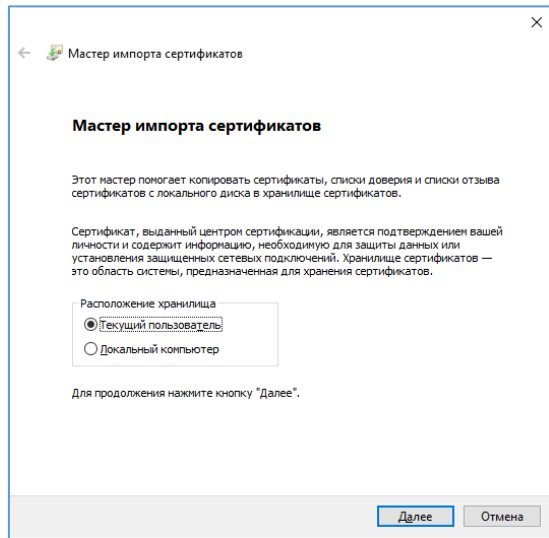 Мастер импорта сертификатов
Мастер импорта сертификатов
Этот мастер помогает копировать сертификаты, списки доверия и списки отзыва
сертификатов с локального диска в хранилище сертификатов.
Сертификат, выданный центром сертификации, является подтверждением вашей
личности и содержит информацию, необходимую для защиты данных или
установления защищенных сетевых подключений. Хранилище сертификатов —
это область системы, предназначенная для хранения сертификатов.
Расположение хранилища
Текущий пользователь
Локальный компьютер
Для продолжения нажмите кнопку "Далее".
Далее Отмена